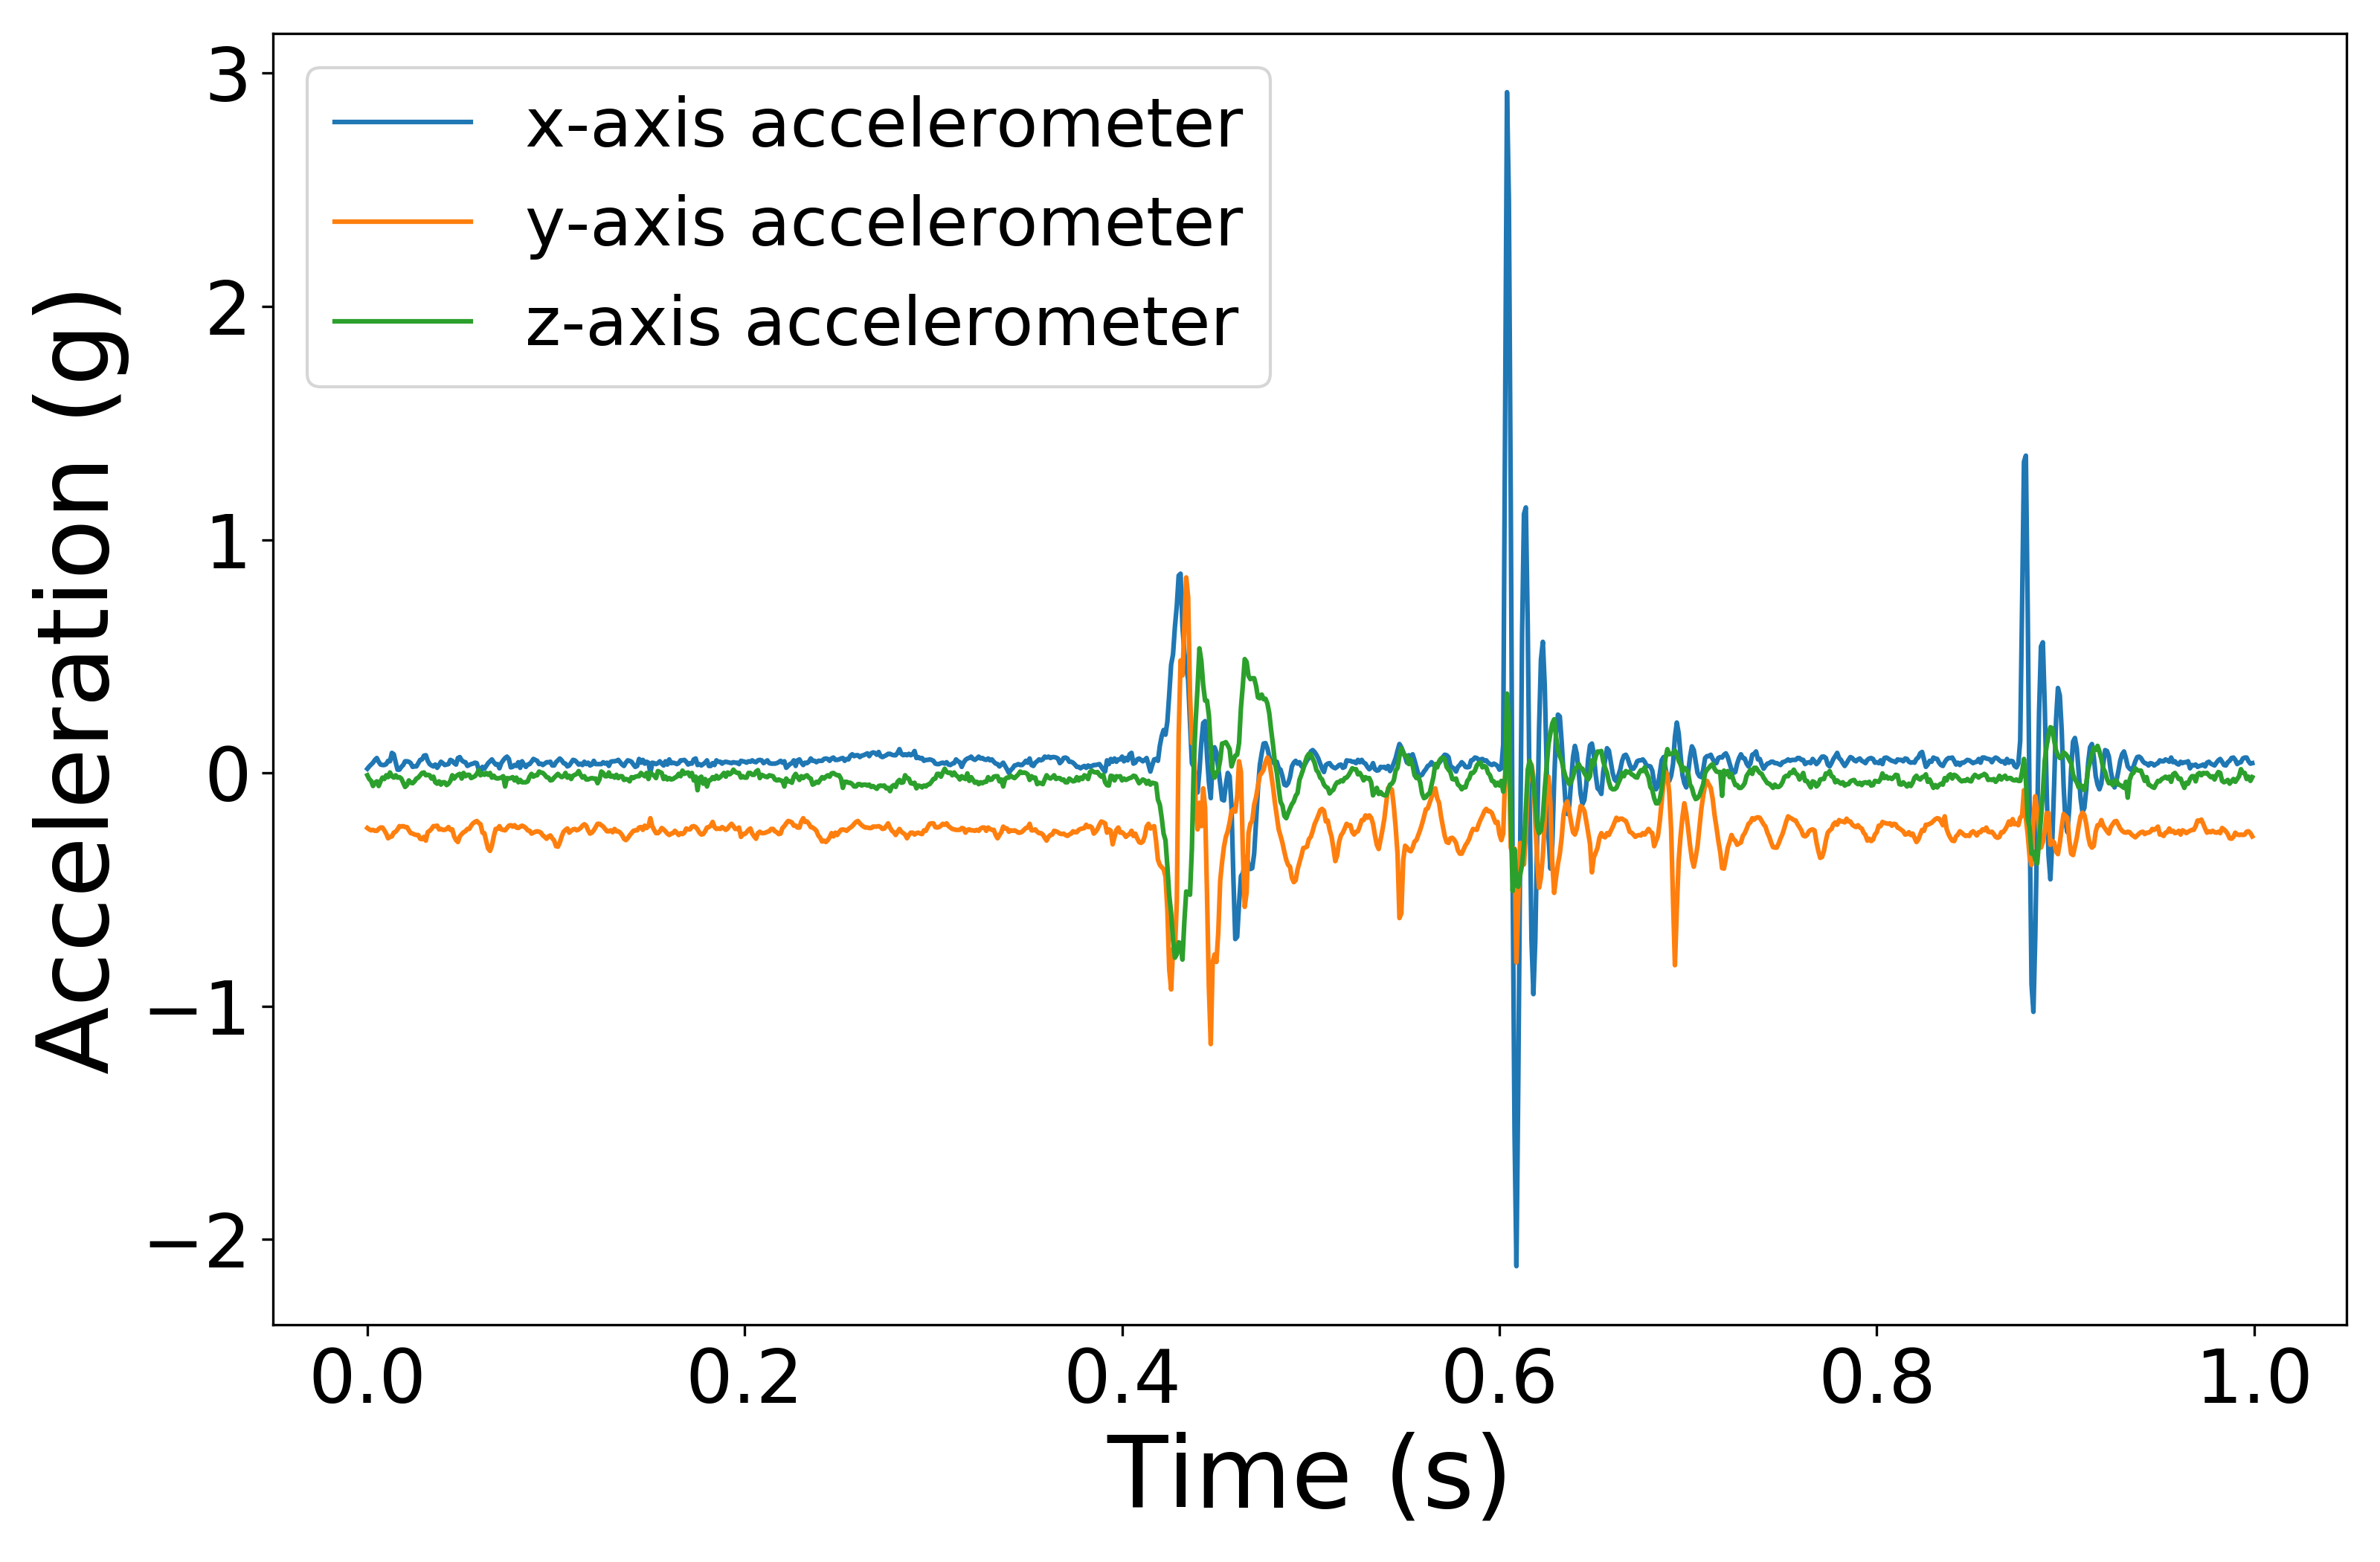 3
2
1
0
−1
−2
Acceleration (g)
x-axis accelerometer
y-axis accelerometer
z-axis accelerometer
0.0 0.2 0.4 0.6 0.8 1.0
Time (s)